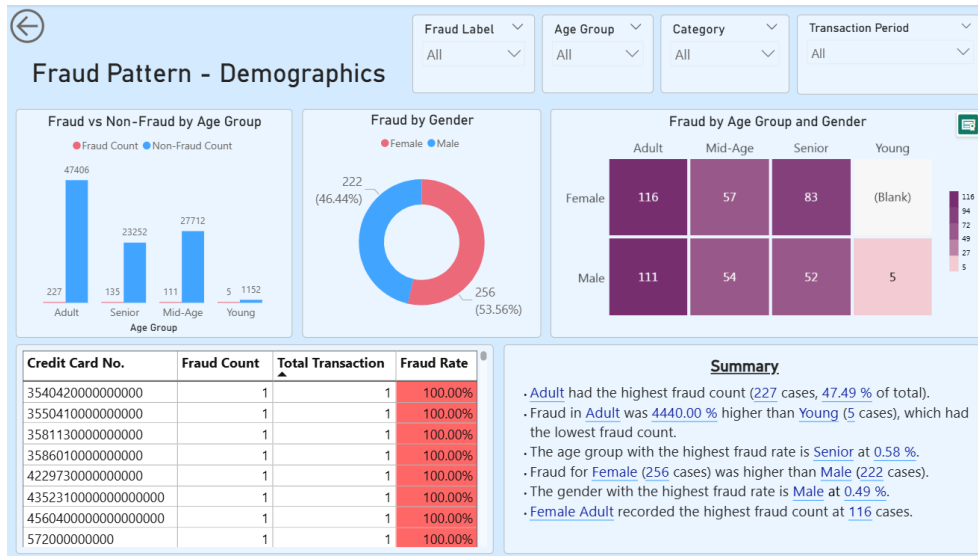 Fraud Pattern - Demographics
Fraud Label
All
Age Group
All
Category
All
Transaction Period
All
Fraud vs Non-Fraud by Age Group
Fraud Count Non-Fraud Count
47406
227
23252
135
27712
111
5 1152
Adult Senior Mid-Age Young
Age Group
Fraud by Gender
Female Male
222
(46.44%)
256
(53.56%)
Fraud by Age Group and Gender
Adult Mid-Age Senior Young
Female 116 57 83 (Blank)
Male 111 54 52 5
116
94
72
49
27
5
Credit Card No. Fraud Count Total Transaction Fraud Rate
3540420000000000 1 1 100.00%
3550410000000000 1 1 100.00%
3581130000000000 1 1 100.00%
3586010000000000 1 1 100.00%
4229730000000000 1 1 100.00%
4352310000000000000 1 1 100.00%
4560400000000000000 1 1 100.00%
572000000000 1 1 100.00%
Summary
· Adult had the highest fraud count (227 cases, 47.49 % of total).
· Fraud in Adult was 4440.00 % higher than Young (5 cases), which had
the lowest fraud count.
· The age group with the highest fraud rate is Senior at 0.58 %.
· Fraud for Female (256 cases) was higher than Male (222 cases).
· The gender with the highest fraud rate is Male at 0.49 %.
· Female Adult recorded the highest fraud count at 116 cases.